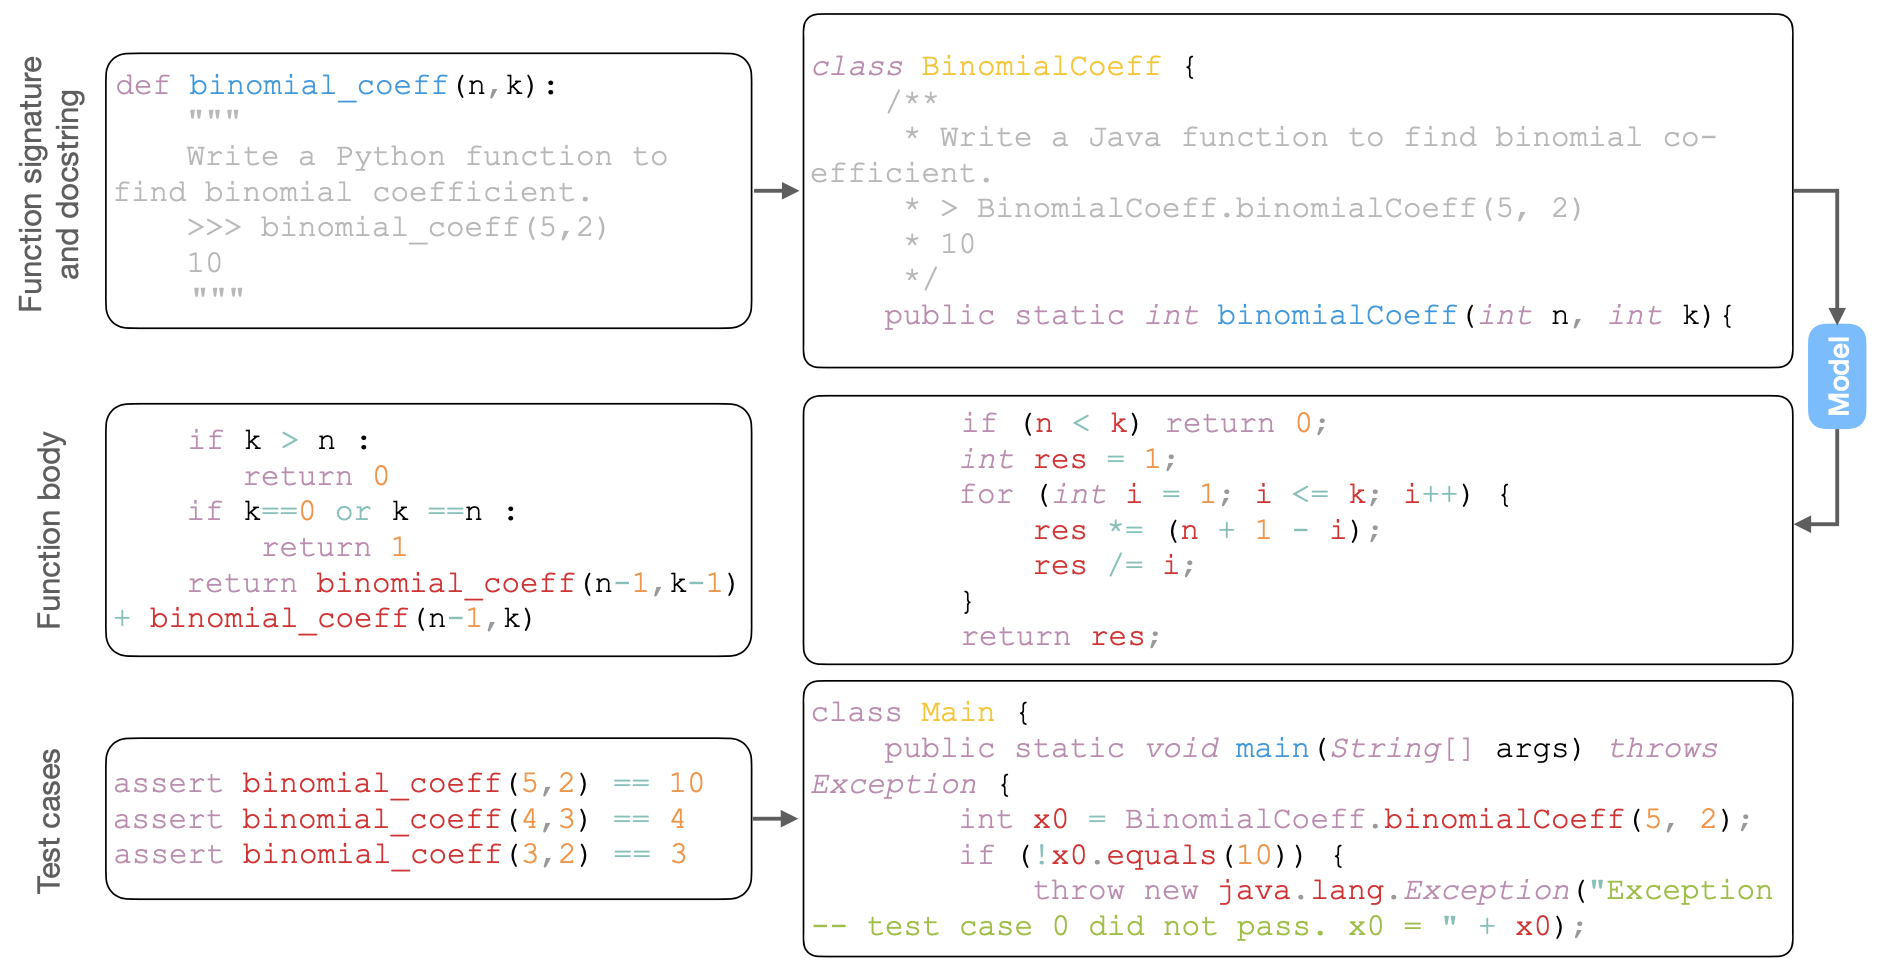 Function signature
and docstring
def binomial_coeff(n,k):
    """
    Write a Python function to
find binomial coefficient.
    >>> binomial_coeff(5,2)
    10
    """
class BinomialCoeff {
    /**
     * Write a Java function to find binomial co-
efficient.
     * > BinomialCoeff.binomialCoeff(5, 2)
     * 10
     */
    public static int binomialCoeff(int n, int k){
Model
Function body
    if k > n :
       return 0
    if k==0 or k ==n :
        return 1
    return binomial_coeff(n-1,k-1)
+ binomial_coeff(n-1,k)
        if (n < k) return 0;
        int res = 1;
        for (int i = 1; i <= k; i++) {
            res *= (n + 1 - i);
            res /= i;
        }
        return res;
Test cases
assert binomial_coeff(5,2) == 10
assert binomial_coeff(4,3) == 4
assert binomial_coeff(3,2) == 3
class Main {
    public static void main(String[] args) throws
Exception {
        int x0 = BinomialCoeff.binomialCoeff(5, 2);
        if (!x0.equals(10)) {
            throw new java.lang.Exception("Exception
-- test case 0 did not pass. x0 = " + x0);